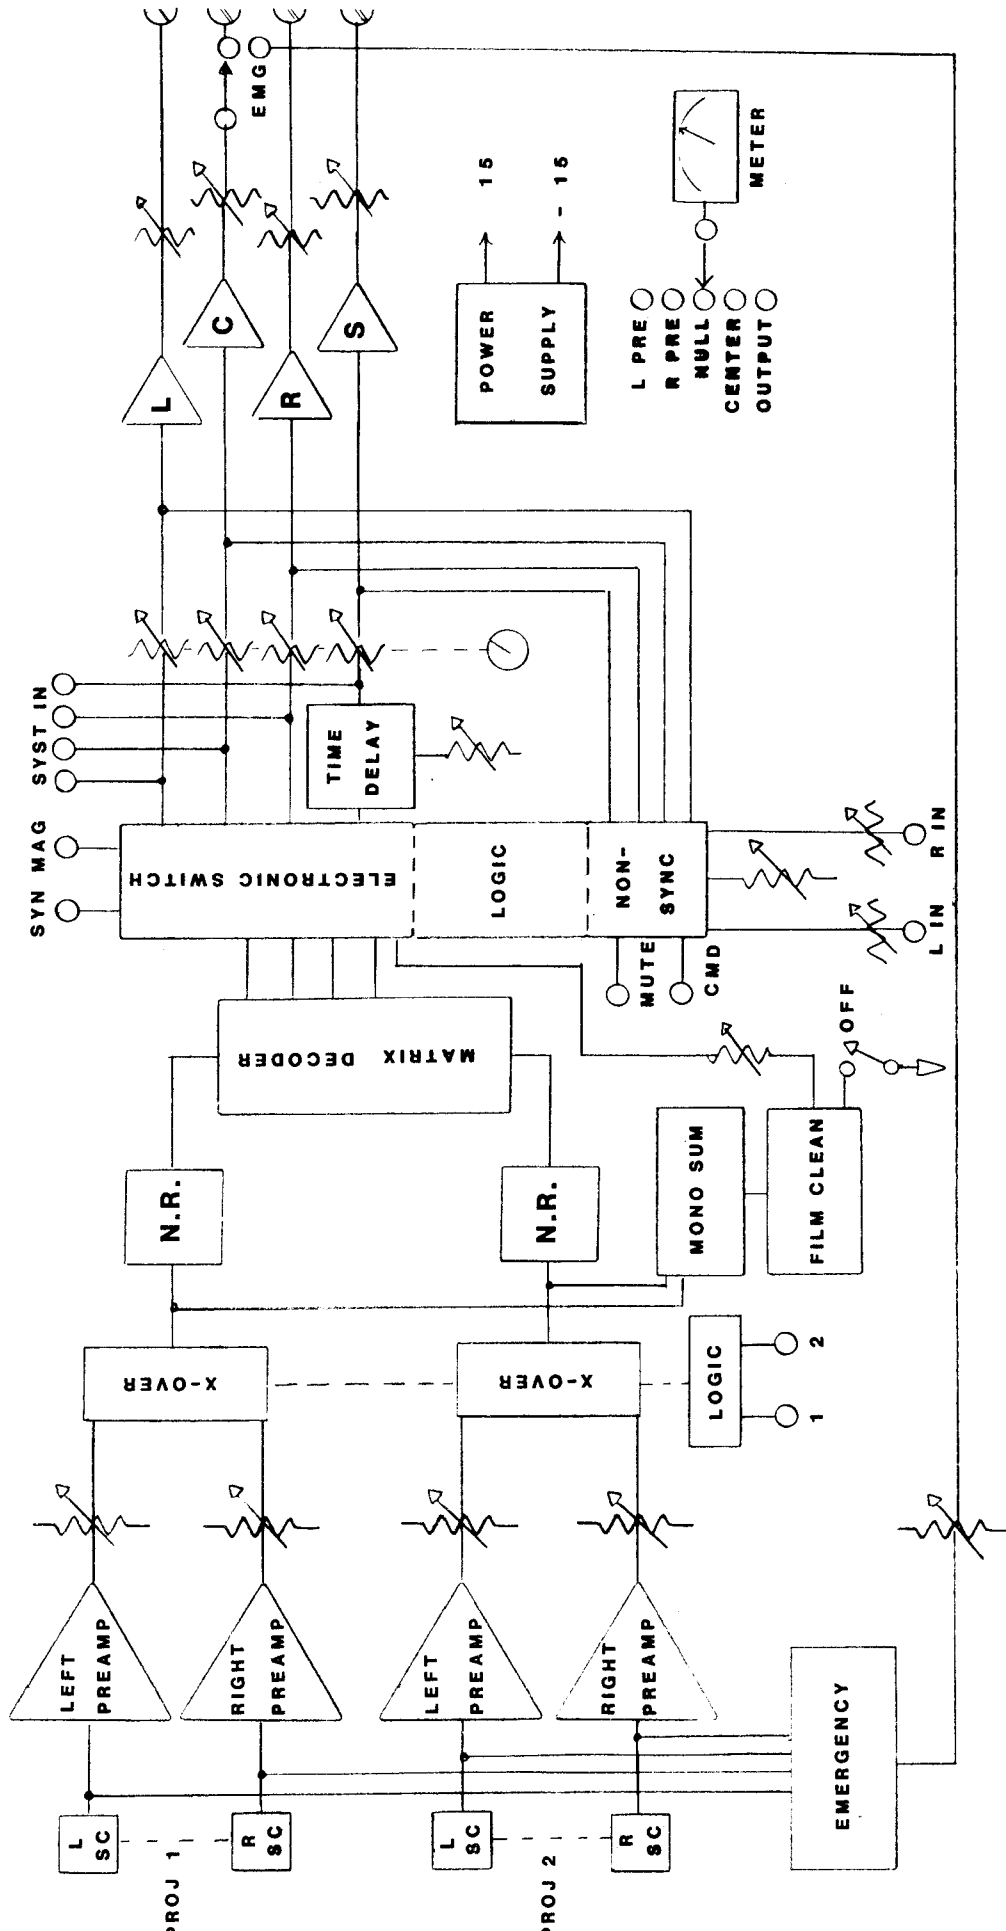 PROJ 1
L
SC
R
SC
PROJ 2
L
SC
R
SC
LEFT
PREAMP
RIGHT
PREAMP
LEFT
PREAMP
RIGHT
PREAMP
EMERGENCY
X-OVER
X-OVER
LOGIC
1
2
N.R.
N.R.
MONO SUM
FILM CLEAN
OFF
MATRIX DECODER
SYN MAG
SYST IN
ELECTRONIC SWITCH
LOGIC
NON-
SYNC
MUTE
CMD
L IN
R IN
TIME
DELAY
L
C
R
S
EMG
POWER
SUPPLY
15
- 15
L PRE
R PRE
NULL
CENTER
OUTPUT
METER